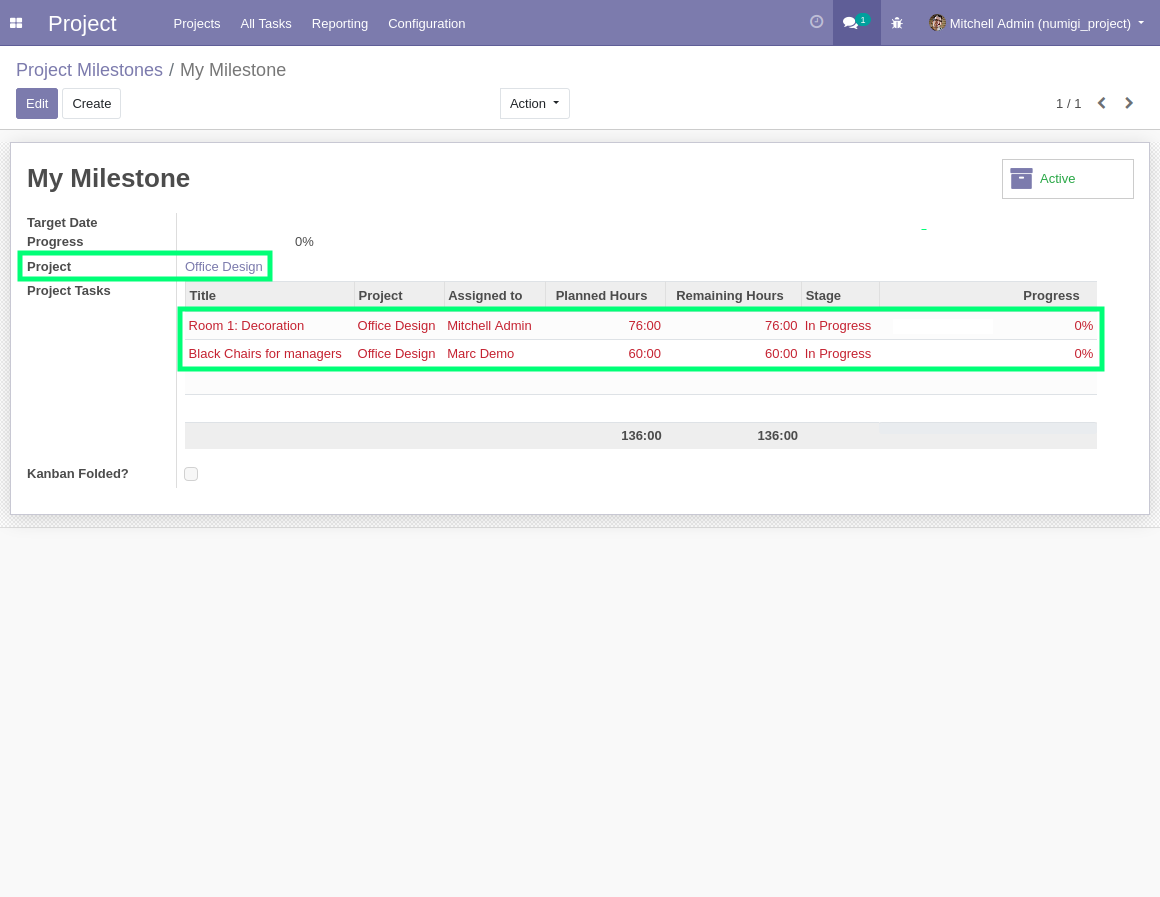 Project Projects All Tasks Reporting Configuration 1 Mitchell Admin (numigi_project)
Project Milestones / My Milestone
Edit Create Action 1 / 1
My Milestone
Active
Target Date
Progress 0%
Project Office Design
Project Tasks
Title Project Assigned to Planned Hours Remaining Hours Stage Progress
Room 1: Decoration Office Design Mitchell Admin 76:00 76:00 In Progress 0%
Black Chairs for managers Office Design Marc Demo 60:00 60:00 In Progress 0%
136:00 136:00
Kanban Folded?